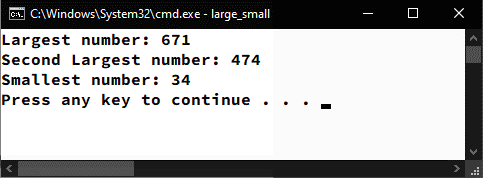 C:\Windows\System32\cmd.exe - large_small
Largest number: 671
Second Largest number: 474
Smallest number: 34
Press any key to continue . . .